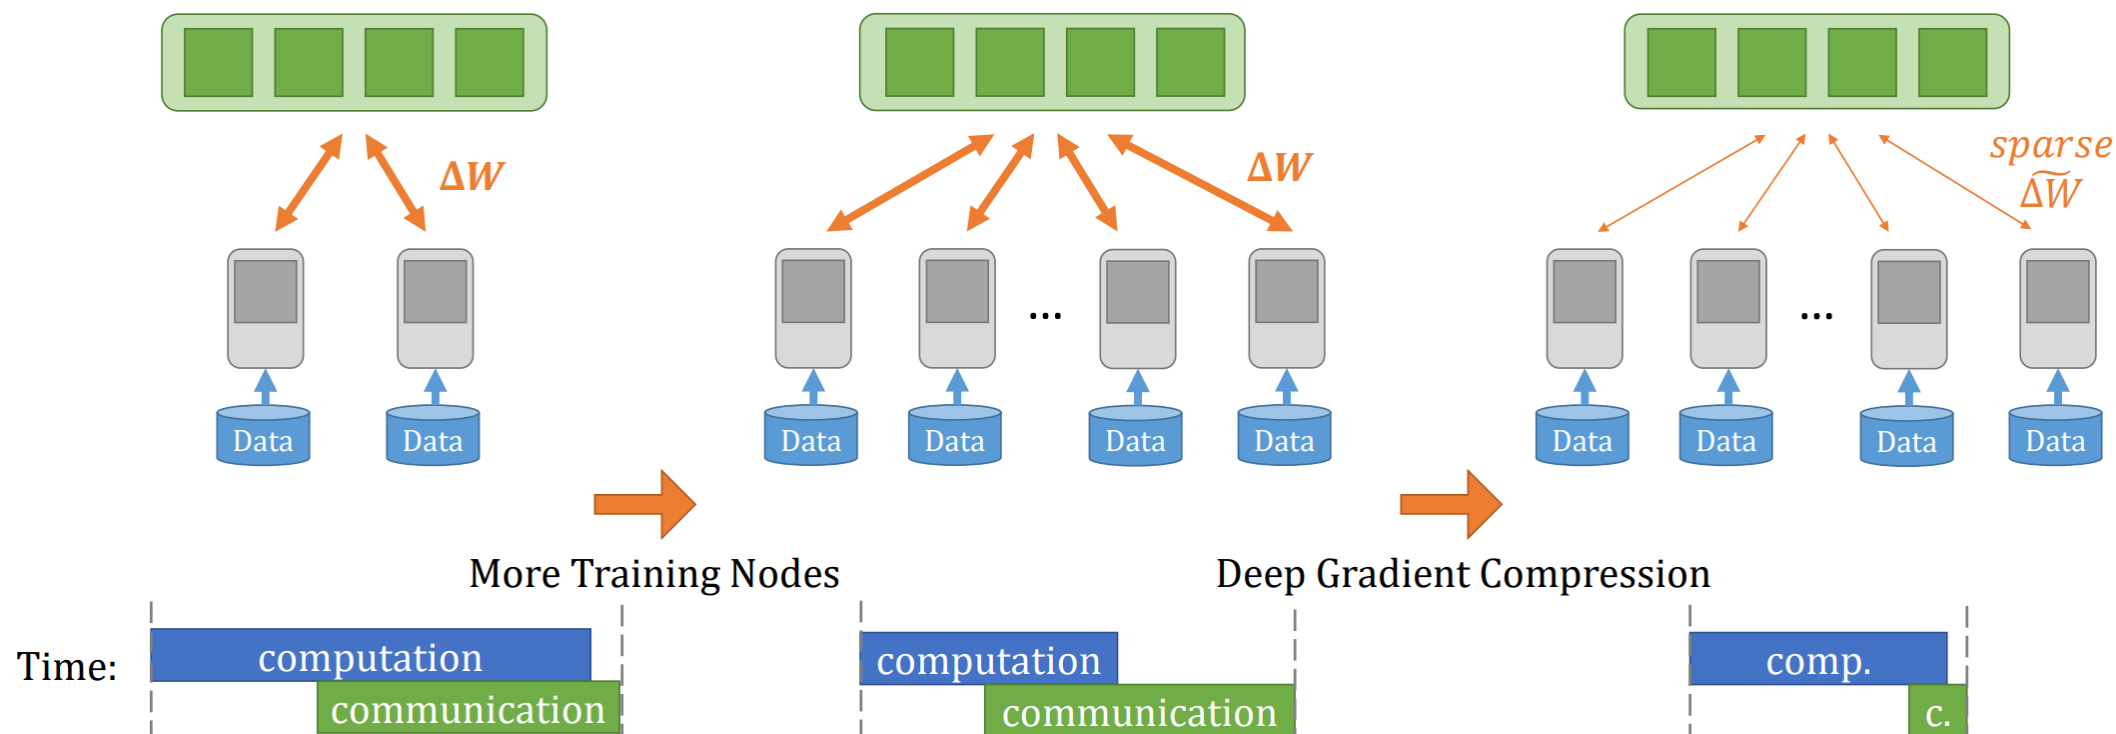 ΔW
ΔW
sparse
\widetilde{ΔW}
...
...
Data Data
Data Data Data Data
Data Data Data Data
More Training Nodes
Deep Gradient Compression
Time:
computation
communication
computation
communication
comp.
c.